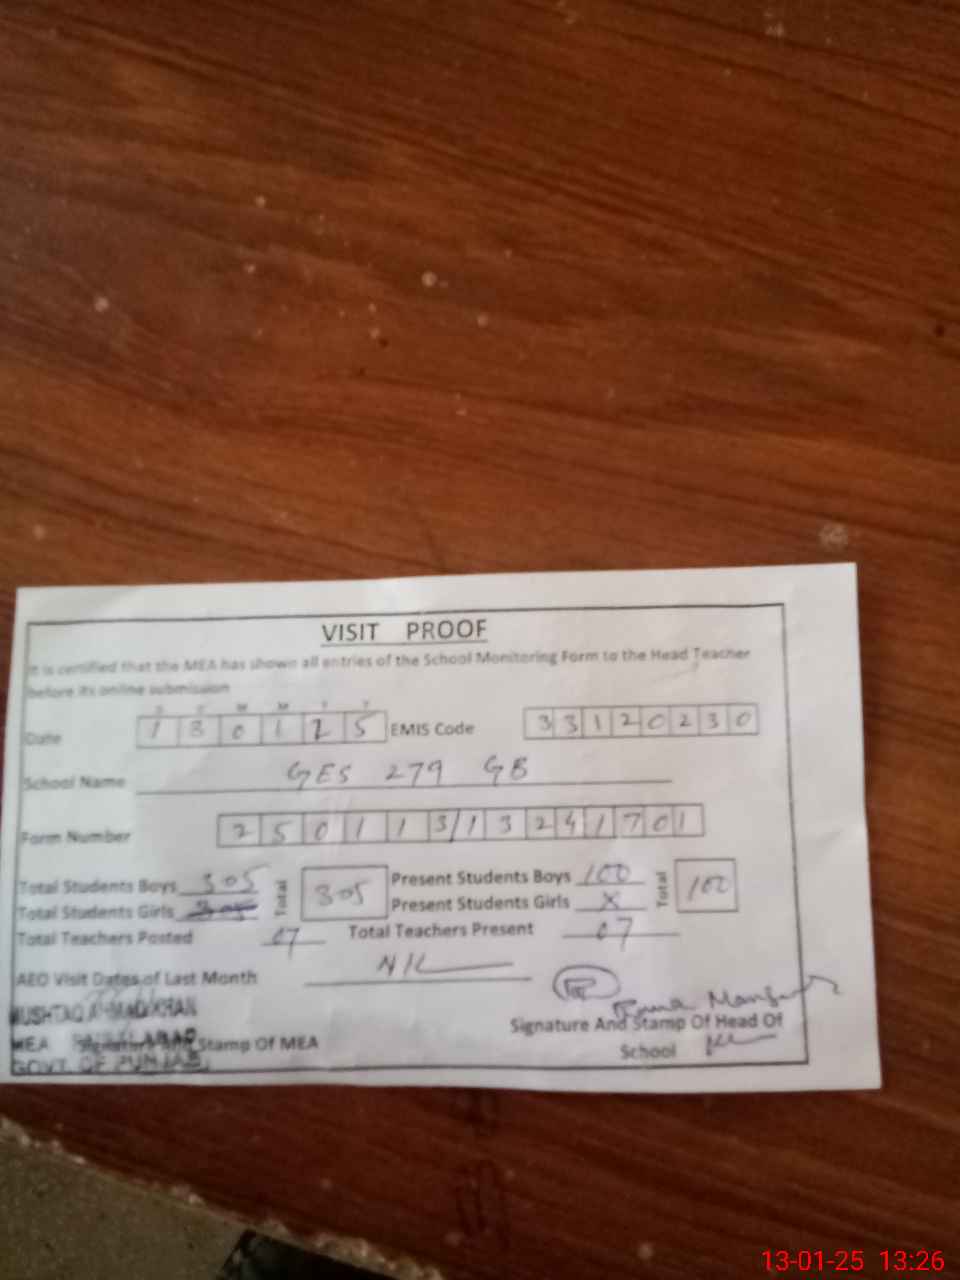 VISIT PROOF
It is certified that the MEA has shown all entries of the School Monitoring Form to the Head Teacher
before its online submission
D D M M Y Y
Date 1 3 0 1 2 5 EMIS Code 3 3 1 2 0 2 3 0
School Name GES 279 GB
Form Number 2 5 0 1 1 3/1 3 2 4 1 7 0 1
Total Students Boys 305 Total 305 Present Students Boys 100 Total 100
Total Students Girls Present Students Girls X
Total Teachers Posted 07 Total Teachers Present 07
AEO Visit Dates of Last Month NIL
MUSHTAQ AHMAD KHAN
MEA
Signature And Stamp Of MEA
GOVT. OF PUNJAB
Signature And Stamp Of Head Of
School
13-01-25 13:26